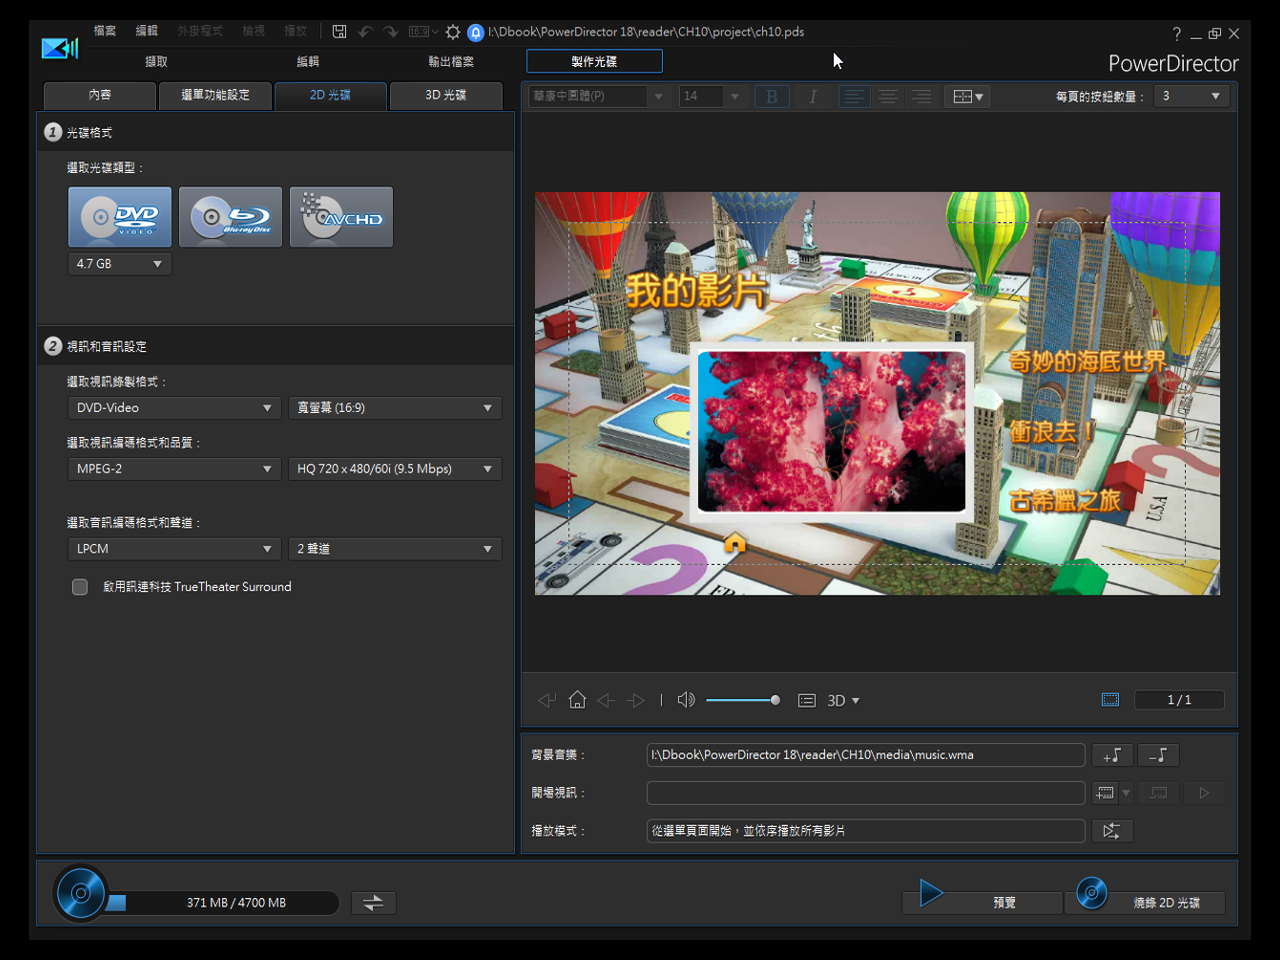 檔案 編輯 外掛程式 檢視 播放 16:9 I:\Dbook\PowerDirector 18\reader\CH10\project\ch10.pds ?
擷取 編輯 輸出檔案 製作光碟 PowerDirector
內容 選單功能設定 2D 光碟 3D 光碟
華康中圓體(P) 14 B I 每頁的按鈕數量： 3
1 光碟格式
選取光碟類型：
DVD VIDEO Blu-ray Disc AVCHD
4.7 GB
2 視訊和音訊設定
選取視訊錄製格式：
DVD-Video 寬螢幕 (16:9)
選取視訊編碼格式和品質：
MPEG-2 HQ 720 x 480/60i (9.5 Mbps)
選取音訊編碼格式和聲道：
LPCM 2 聲道
啟用訊連科技 TrueTheater Surround
我的影片
奇妙的海底世界
衝浪去！
古希臘之旅
U.S.A
3D 1/1
背景音樂： I:\Dbook\PowerDirector 18\reader\CH10\media\music.wma
開場視訊：
播放模式： 從選單頁面開始，並依序播放所有影片
371 MB / 4700 MB 預覽 燒錄 2D 光碟